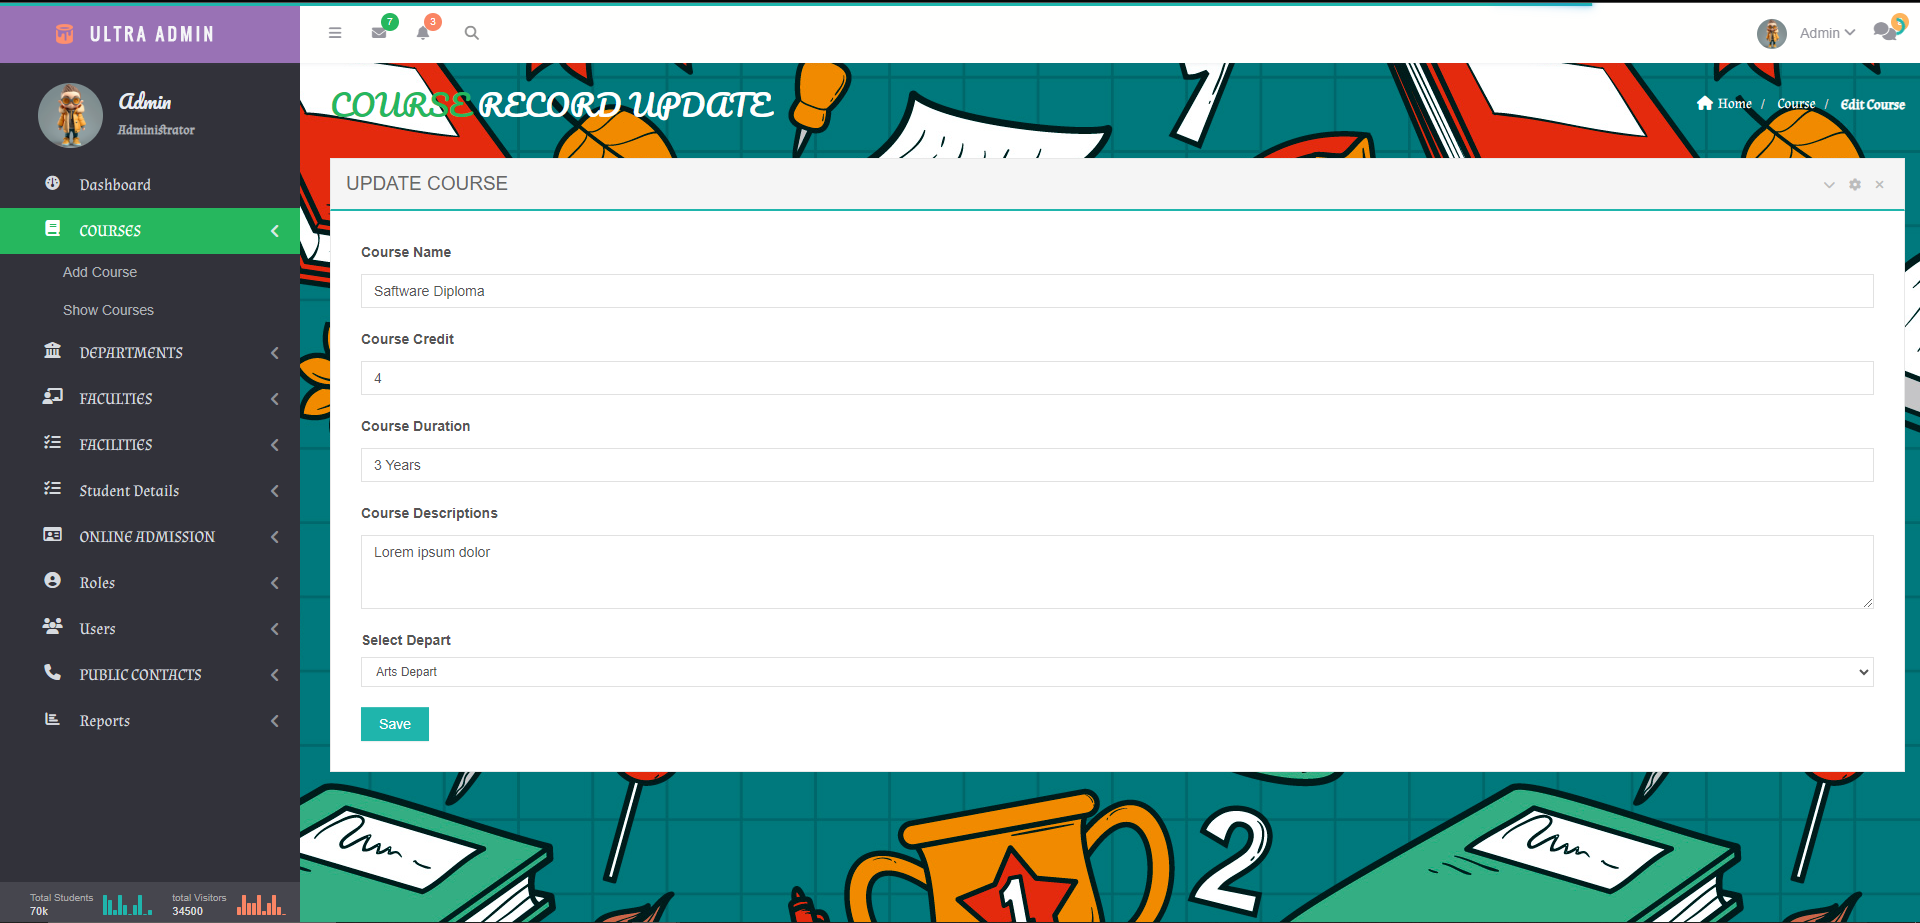 ULTRA ADMIN
7
3
Admin
Admin
Administrator
COURSE RECORD UPDATE
Home / Course / Edit Course
Dashboard
COURSES
Add Course
Show Courses
DEPARTMENTS
FACULTIES
FACILITIES
Student Details
ONLINE ADMISSION
Roles
Users
PUBLIC CONTACTS
Reports
Total Students
70k
total Visitors
34500
UPDATE COURSE
Course Name
Saftware Diploma
Course Credit
4
Course Duration
3 Years
Course Descriptions
Lorem ipsum dolor
Select Depart
Arts Depart
Save
1
1
2